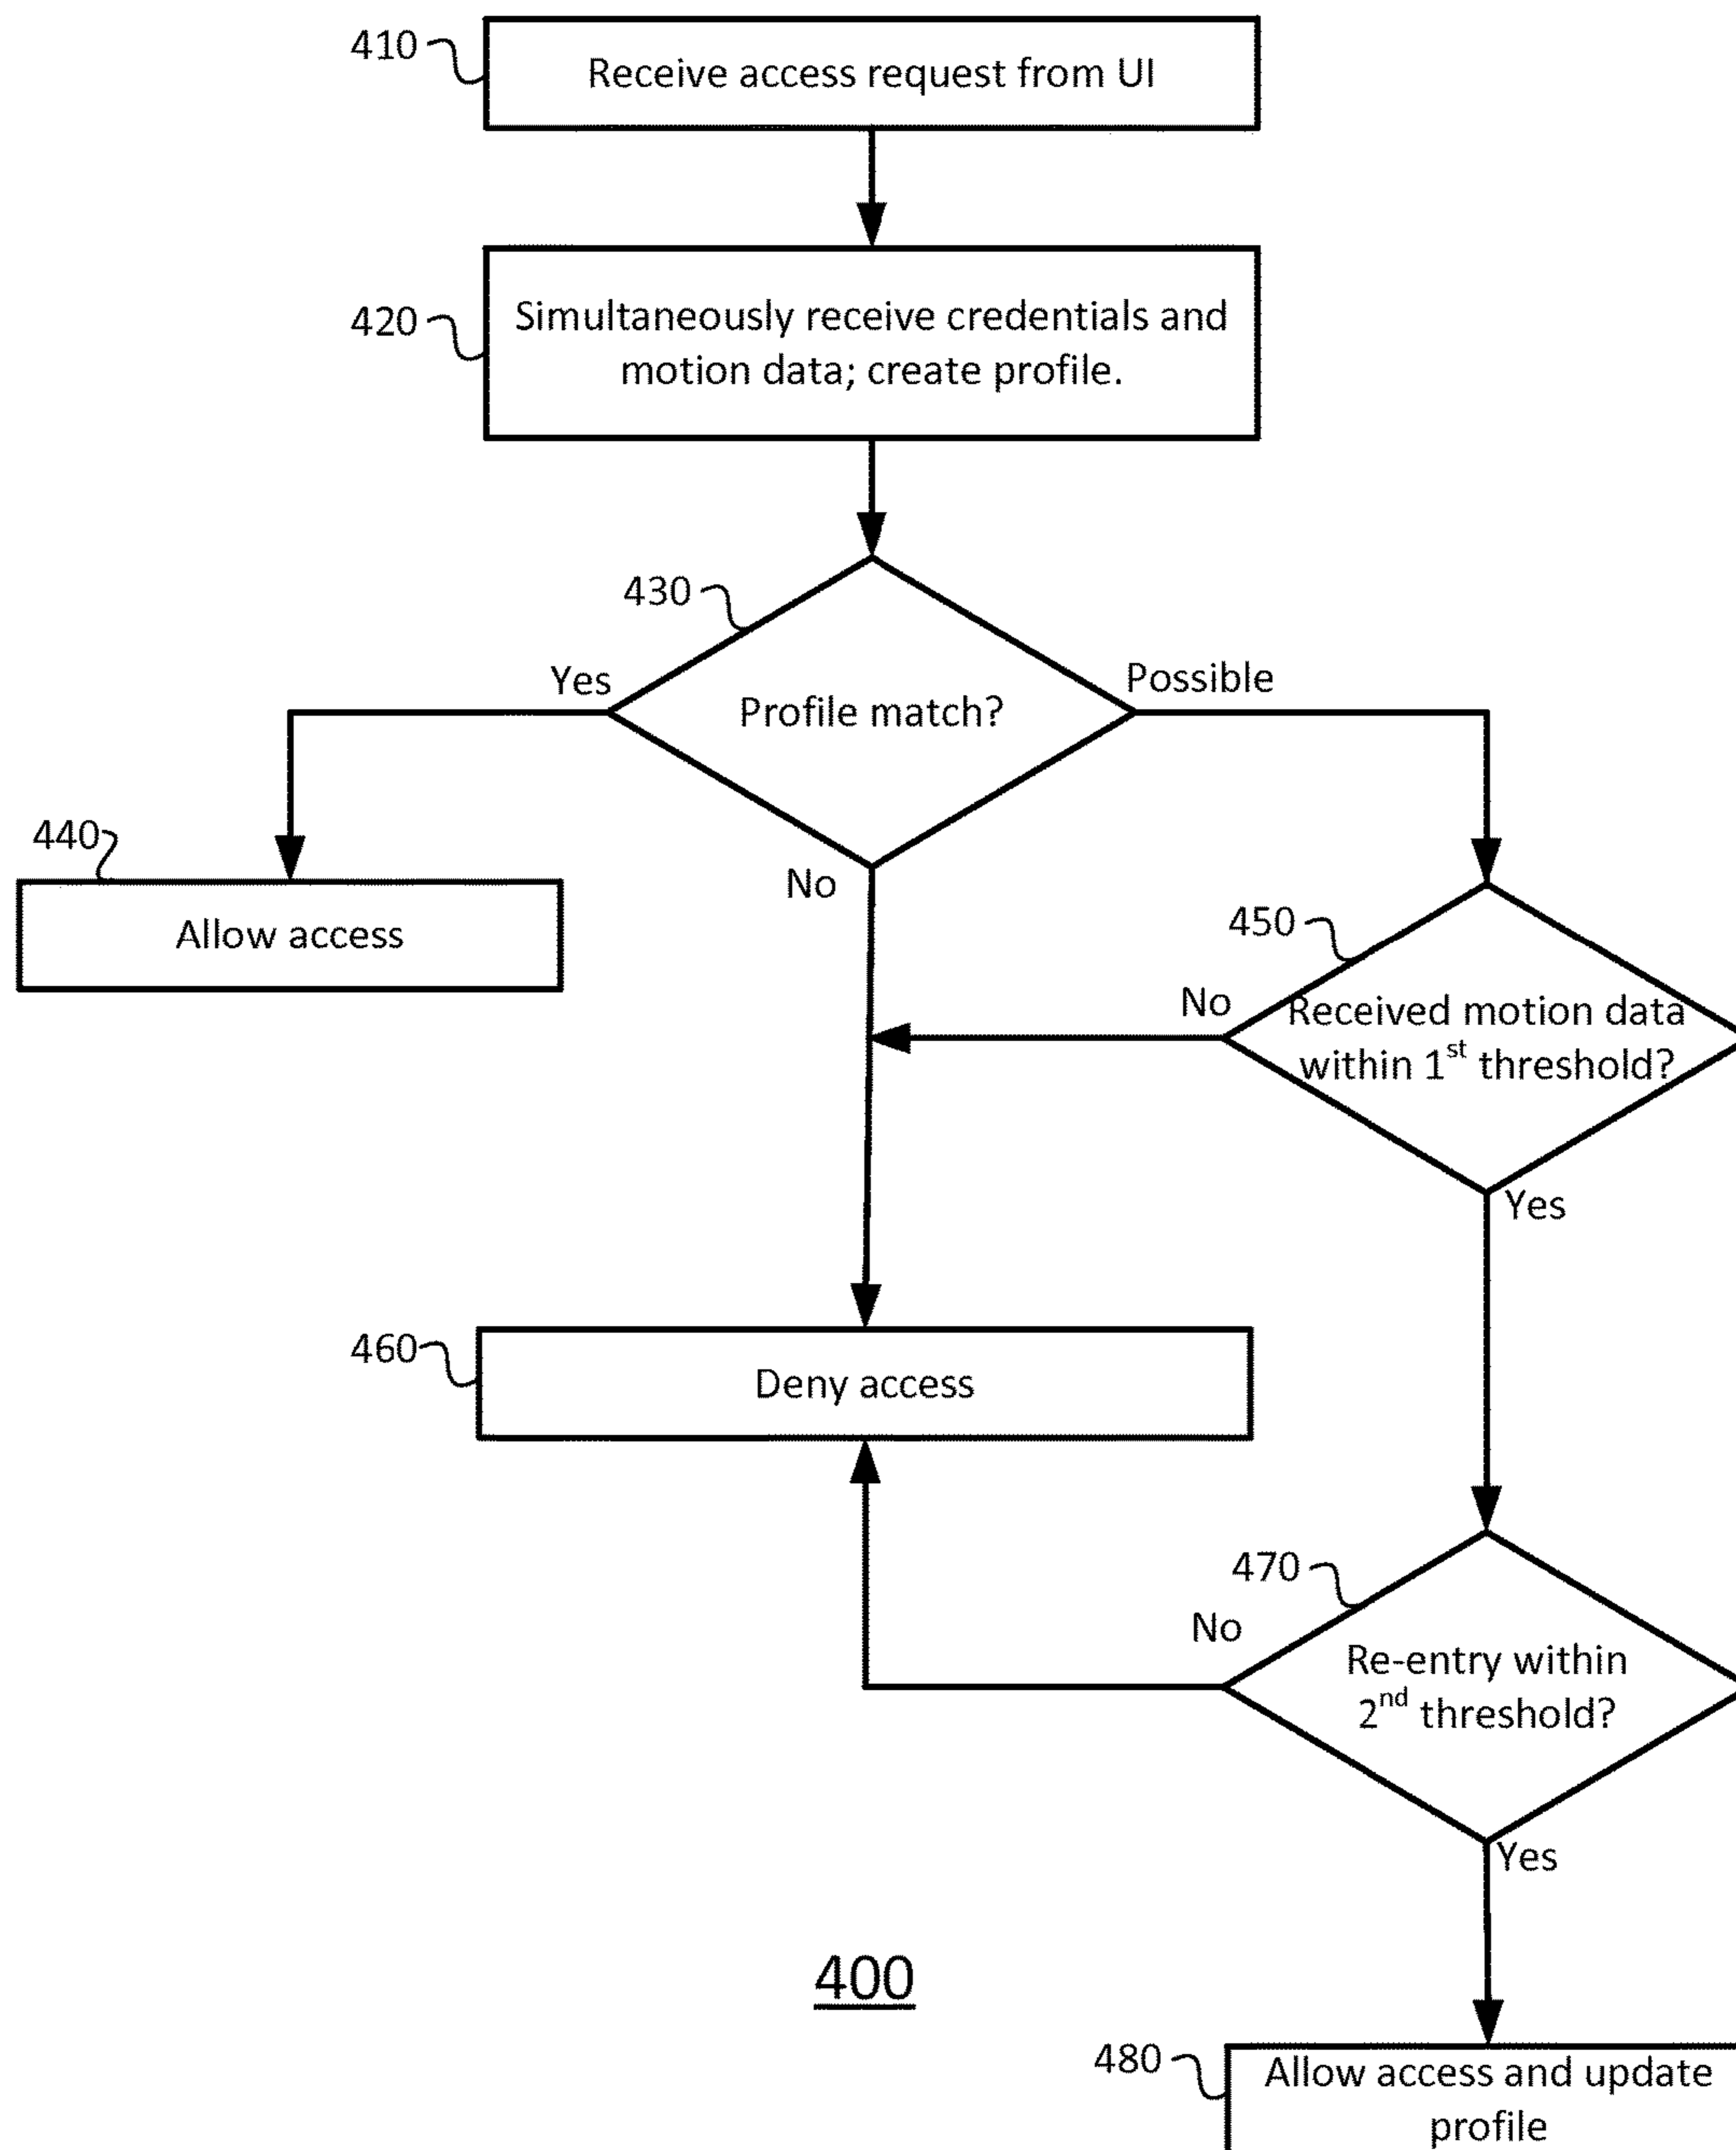 410
Receive access request from UI
420
Simultaneously receive credentials and
motion data; create profile.
430
Yes
Possible
Profile match?
440
No
Allow access
450
No
Received motion data
within 1st threshold?
Yes
460
Deny access
470
No
Re-entry within
2nd threshold?
Yes
400
480
Allow access and update
profile